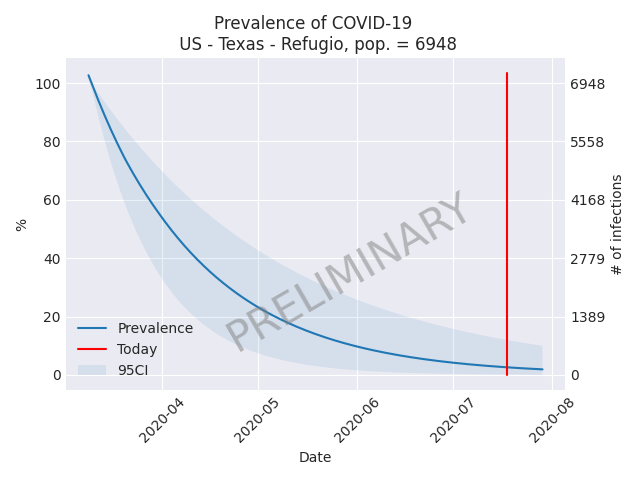 Prevalence of COVID-19
US - Texas - Refugio, pop. = 6948
100
80
60
40
20
0
%
6948
5558
4168
2779
1389
0
# of infections
PRELIMINARY
Prevalence
Today
95CI
2020-04
2020-05
2020-06
2020-07
2020-08
Date